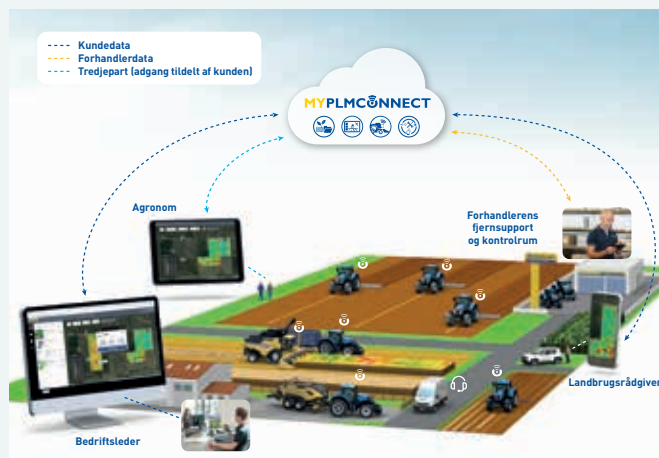 Kundedata
Forhandlerdata
Tredjepart (adgang tildelt af kunden)
MYPLMCONNECT
Agronom
Forhandlerens
fjernsupport
og kontrolrum
Landbrugsrådgiver
Bedriftsleder